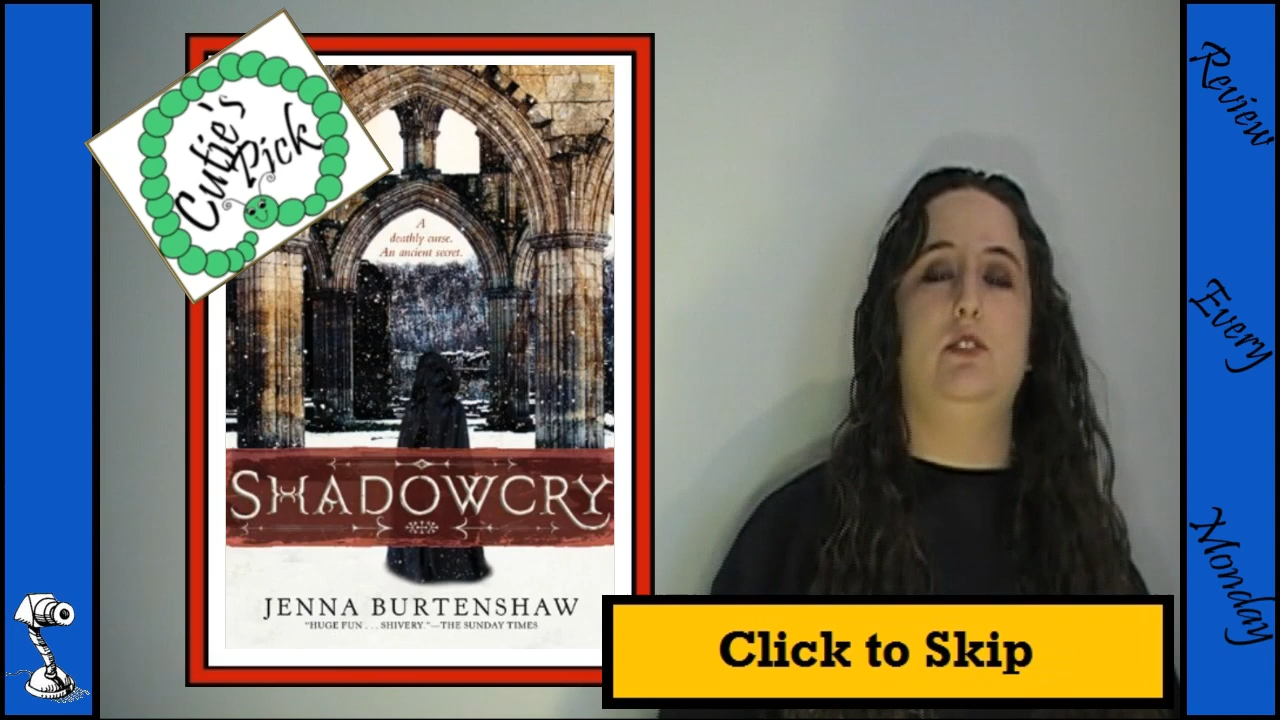 Cutie's
Pick
A
deathly curse.
An ancient secret.
SHADOWCRY
JENNA BURTENSHAW
"HUGE FUN . . . SHIVERY."—THE SUNDAY TIMES
Click to Skip
Review
Every
Monday